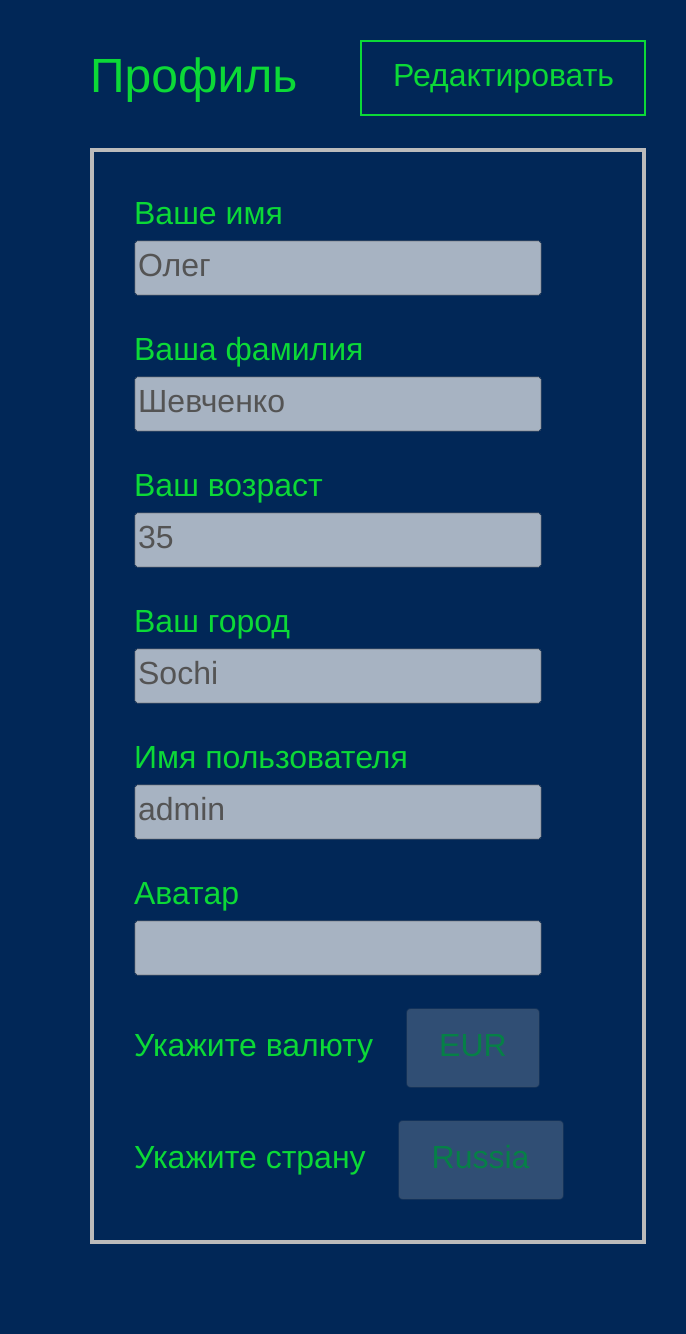 Профиль
Редактировать
Ваше имя
Олег
Ваша фамилия
Шевченко
Ваш возраст
35
Ваш город
Sochi
Имя пользователя
admin
Аватар
Укажите валюту EUR
Укажите страну Russia